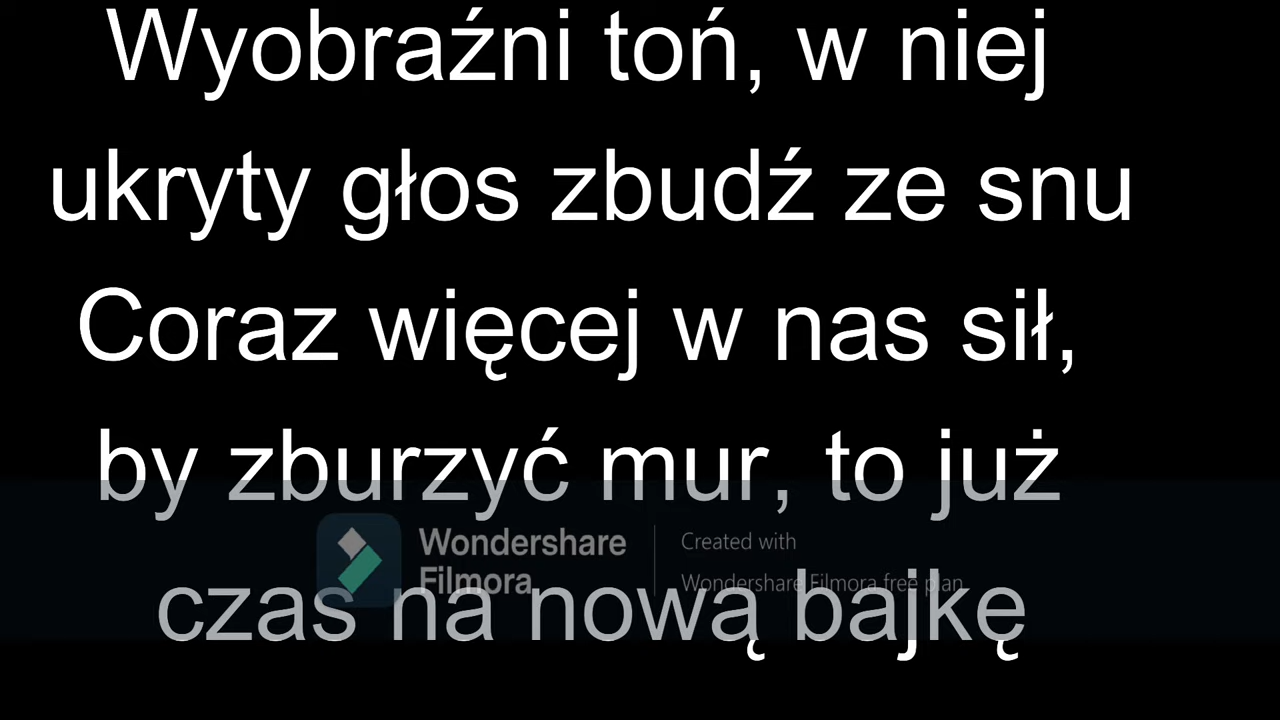 Wyobraźni toń, w niej
ukryty głos zbudź ze snu
Coraz więcej w nas sił,
by zburzyć mur, to już
Wondershare
Filmora
Created with
Wondershare Filmora free plan
czas na nową bajkę